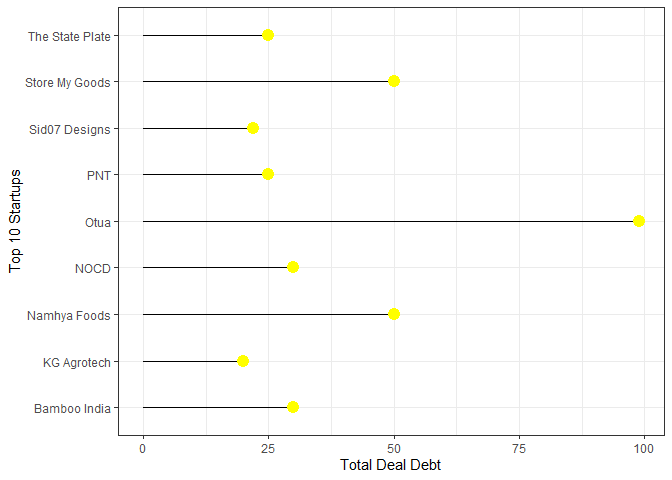 The State Plate
Store My Goods
Sid07 Designs
PNT
Otua
NOCD
Namhya Foods
KG Agrotech
Bamboo India
Top 10 Startups
0 25 50 75 100
Total Deal Debt